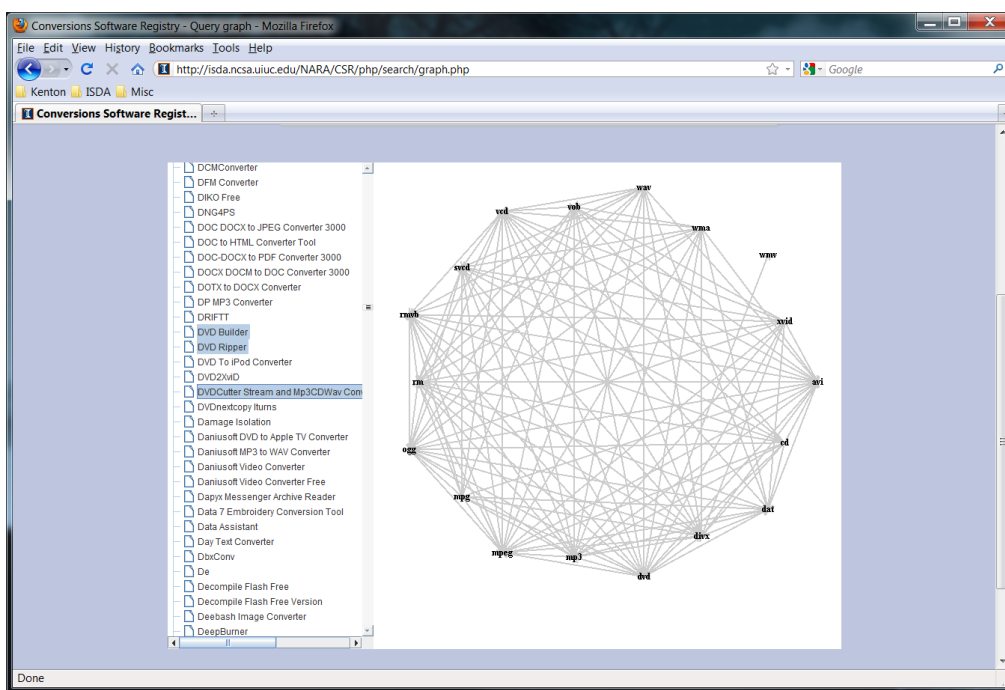 Conversions Software Registry - Query graph - Mozilla Firefox
File Edit View History Bookmarks Tools Help
http://isda.ncsa.uiuc.edu/NARA/CSR/php/search/graph.php
Google
Kenton ISDA Misc
Conversions Software Regist...
DCMConverter
DFM Converter
DIKO Free
DNG4PS
DOC DOCX to JPEG Converter 3000
DOC to HTML Converter Tool
DOC-DOCX to PDF Converter 3000
DOCX DOCM to DOC Converter 3000
DOTX to DOCX Converter
DP MP3 Converter
DRIFTT
DVD Builder
DVD Ripper
DVD To iPod Converter
DVD2XviD
DVDCutter Stream and Mp3CDWav Conv
DVDnextcopy Iturns
Damage Isolation
Daniusoft DVD to Apple TV Converter
Daniusoft MP3 to WAV Converter
Daniusoft Video Converter
Daniusoft Video Converter Free
Dapyx Messenger Archive Reader
Data 7 Embroidery Conversion Tool
Data Assistant
Day Text Converter
DbxConv
De
Decompile Flash Free
Decompile Flash Free Version
Deebash Image Converter
DeepBurner
wav
vob
vcd
wma
wmv
svcd
rmvb
xvid
rm
avi
cd
ogg
mpg
dat
divx
mpeg
mp3
dvd
Done